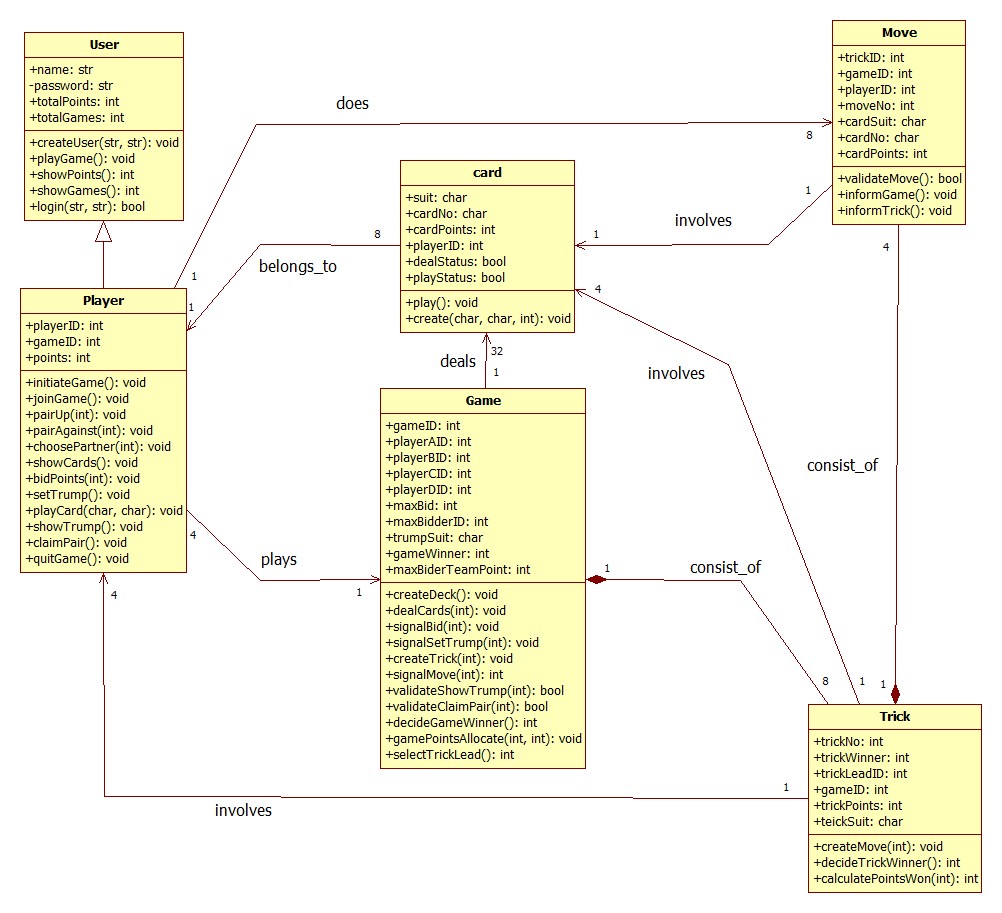 User
+name: str
-password: str
+totalPoints: int
+totalGames: int
+createUser(str, str): void
+playGame(): void
+showPoints(): int
+showGames(): int
+login(str, str): bool
does
Move
+trickID: int
+gameID: int
+playerID: int
+moveNo: int
+cardSuit: char
+cardNo: char
+cardPoints: int
+validateMove(): bool
+informGame(): void
+informTrick(): void
8
1
4
card
+suit: char
+cardNo: char
+cardPoints: int
+playerID: int
+dealStatus: bool
+playStatus: bool
+play(): void
+create(char, char, int): void
involves
1
8
belongs_to
1
1
4
involves
deals
32
1
Player
+playerID: int
+gameID: int
+points: int
+initiateGame(): void
+joinGame(): void
+pairUp(int): void
+pairAgainst(int): void
+choosePartner(int): void
+showCards(): void
+bidPoints(int): void
+setTrump(): void
+playCard(char, char): void
+showTrump(): void
+claimPair(): void
+quitGame(): void
4
plays
1
4
Game
+gameID: int
+playerAID: int
+playerBID: int
+playerCID: int
+playerDID: int
+maxBid: int
+maxBidderID: int
+trumpSuit: char
+gameWinner: int
+maxBiderTeamPoint: int
+createDeck(): void
+dealCards(int): void
+signalBid(int): void
+signalSetTrump(int): void
+createTrick(int): void
+signalMove(int): int
+validateShowTrump(int): bool
+validateClaimPair(int): bool
+decideGameWinner(): int
+gamePointsAllocate(int, int): void
+selectTrickLead(): int
consist_of
1
consist_of
8
1
1
Trick
+trickNo: int
+trickWinner: int
+trickLeadID: int
+gameID: int
+trickPoints: int
+teickSuit: char
+createMove(int): void
+decideTrickWinner(): int
+calculatePointsWon(int): int
1
involves